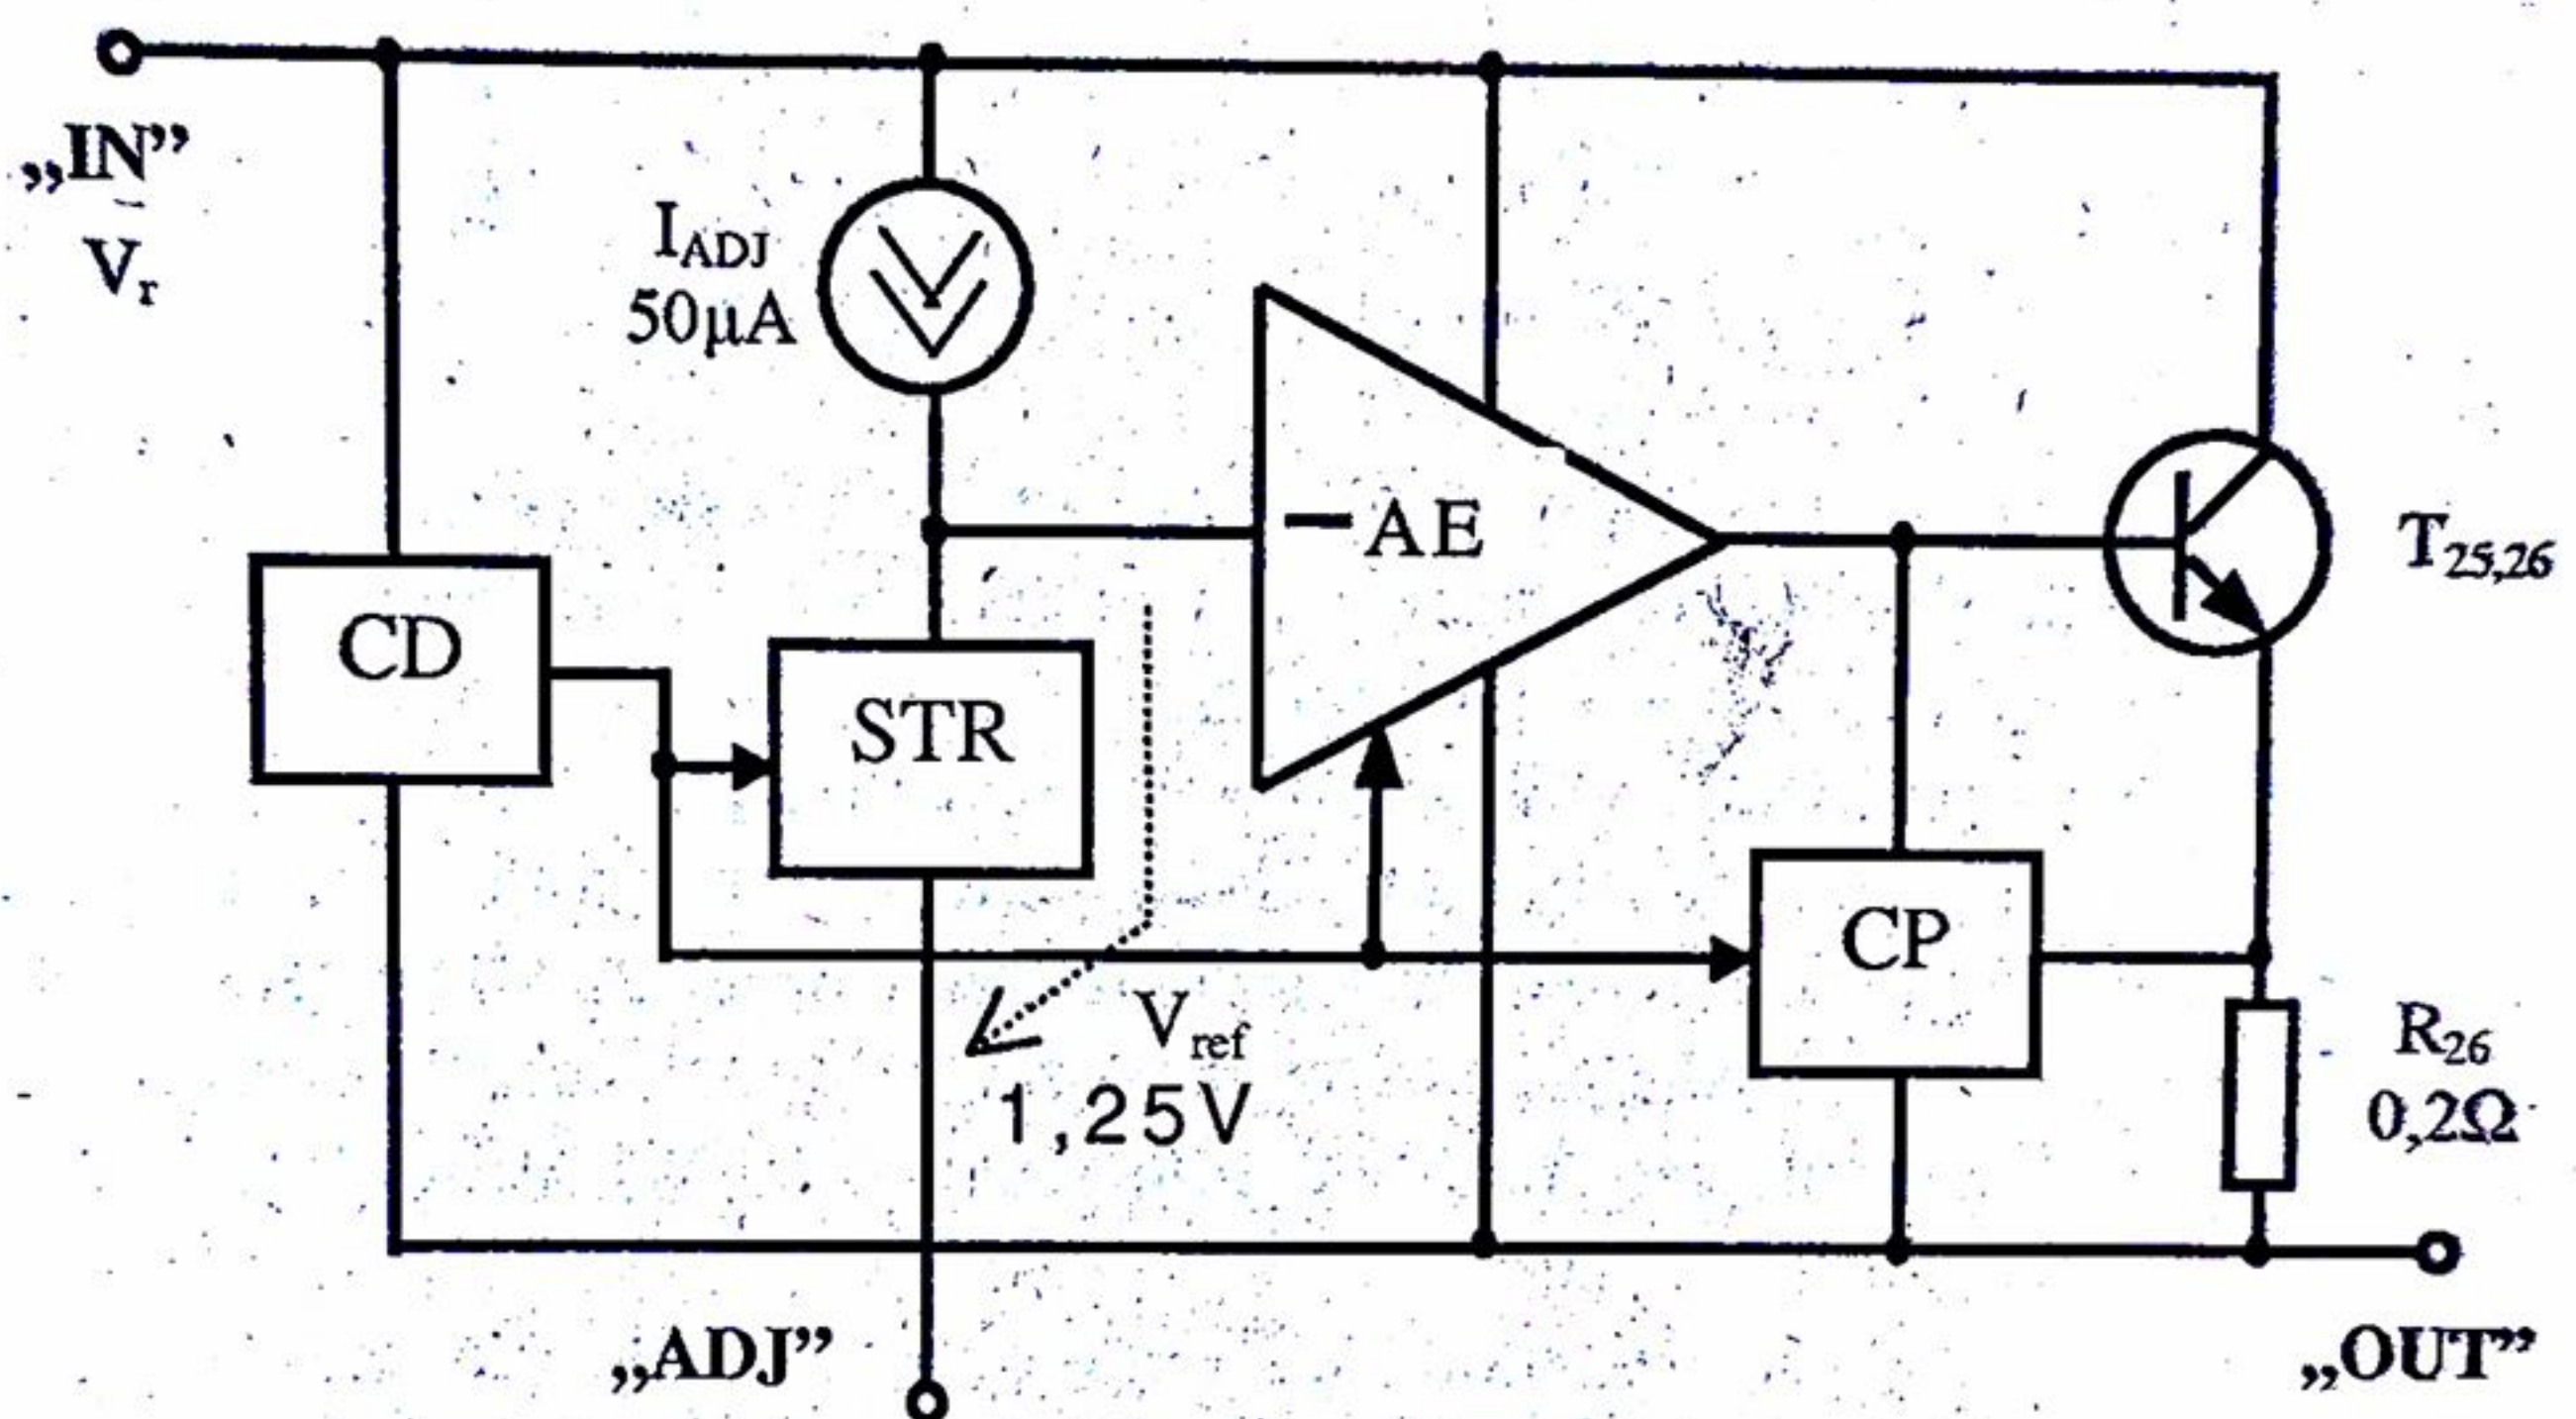 „IN”
Vr
IADJ
50μA
− AE
T25,26
CD
STR
CP
Vref
1,25V
R26
0,2Ω
„ADJ”
„OUT”